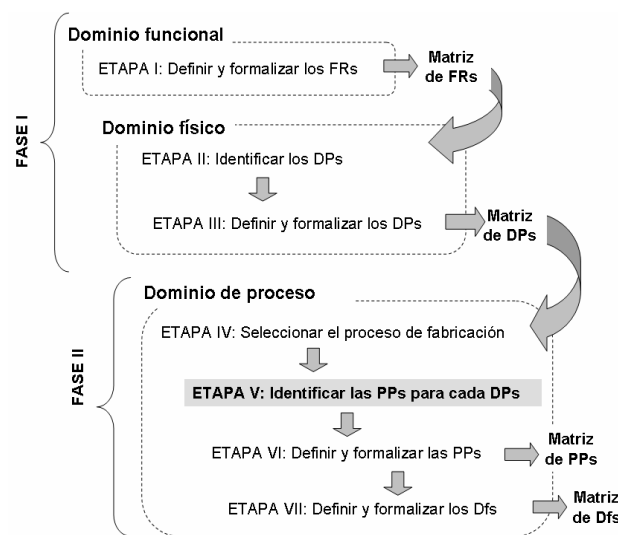 Dominio funcional
ETAPA I: Definir y formalizar los FRs
Matriz
de FRs
FASE I
Dominio físico
ETAPA II: Identificar los DPs
ETAPA III: Definir y formalizar los DPs
Matriz
de DPs
Dominio de proceso
ETAPA IV: Seleccionar el proceso de fabricación
FASE II
ETAPA V: Identificar las PPs para cada DPs
ETAPA VI: Definir y formalizar las PPs
Matriz
de PPs
ETAPA VII: Definir y formalizar los Dfs
Matriz
de Dfs